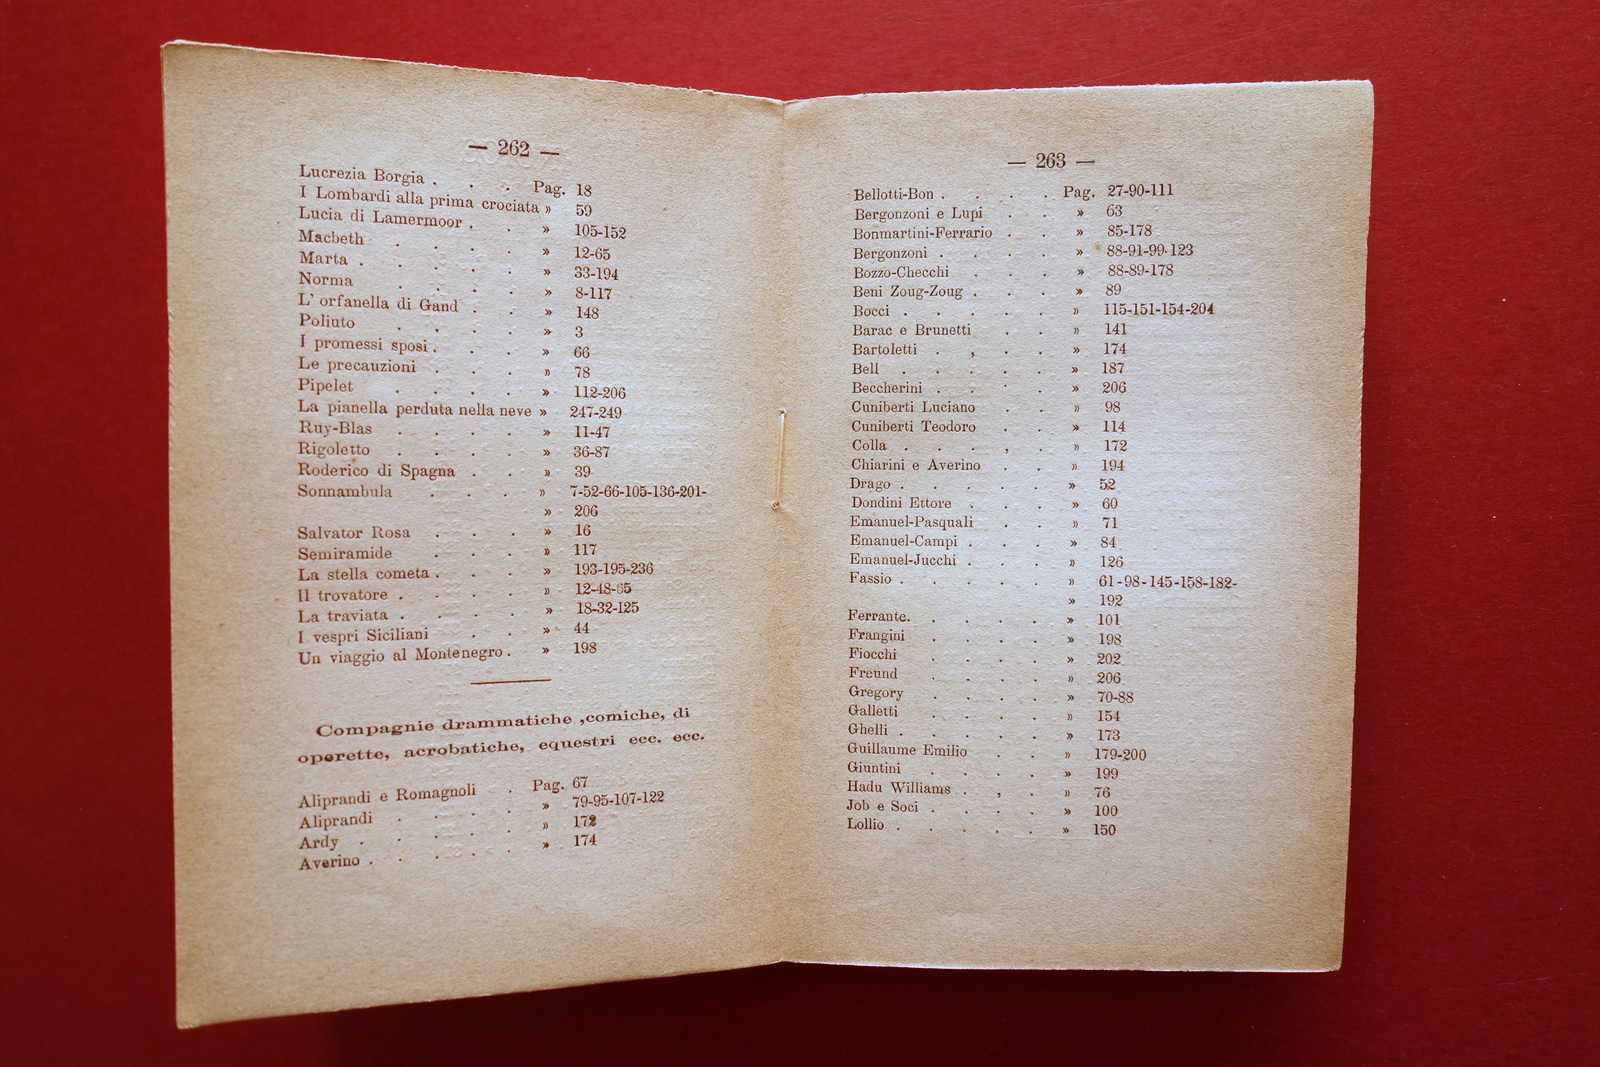 — 262 —
Lucrezia Borgia . . . Pag. 18
I Lombardi alla prima crociata » 59
Lucia di Lamermoor . . » 105-152
Macbeth . . . . » 12-65
Marta . . . . . » 33-194
Norma . . . . » 8-117
L' orfanella di Gand . . » 148
Poliuto . . . . » 3
I promessi sposi . . . » 66
Le precauzioni . . . » 78
Pipelet . . . . » 112-206
La pianella perduta nella neve » 247-249
Ruy-Blas . . . . » 11-47
Rigoletto . . . . » 36-87
Roderico di Spagna . . » 39
Sonnambula . . . » 7-52-66-105-136-201-
» 206
Salvator Rosa . . . » 16
Semiramide . . . » 117
La stella cometa . . . » 193-195-236
Il trovatore . . . . » 12-48-65
La traviata . . . . » 18-32-125
I vespri Siciliani . . » 44
Un viaggio al Montenegro . » 198
Compagnie drammatiche ,comiche, di
operette, acrobatiche, equestri ecc. ecc.
Aliprandi e Romagnoli . Pag. 67
Aliprandi . . . . » 79-95-107-122
Ardy . . . . . » 172
Averino . . . . . » 174
— 263 —
Bellotti-Bon . . . . Pag. 27-90-111
Bergonzoni e Lupi . . » 63
Bonmartini-Ferrario . . » 85-178
Bergonzoni . . . . » 88-91-99-123
Bozzo-Checchi . . . » 88-89-178
Beni Zoug-Zoug . . . » 89
Bocci . . . . . » 115-151-154-204
Barac e Brunetti . . » 141
Bartoletti . , . . » 174
Bell . . . . . » 187
Beccherini . . . . » 206
Cuniberti Luciano . . » 98
Cuniberti Teodoro . . » 114
Colla . . . , . » 172
Chiarini e Averino . . » 194
Drago . . . . . » 52
Dondini Ettore . . . » 60
Emanuel-Pasquali . . » 71
Emanuel-Campi . . . » 84
Emanuel-Jucchi . . . » 126
Fassio . . . . . » 61-98-145-158-182-
» 192
Ferrante. . . . . » 101
Frangini . . . . » 198
Fiocchi . . . . » 202
Freund . . . . » 206
Gregory . . . . » 70-88
Galletti . . . . » 154
Ghelli . . . . . » 173
Guillaume Emilio . . » 179-200
Giuntini . . . . » 199
Hadu Williams . , . » 76
Job e Soci . . . . » 100
Lollio . . . . . » 150